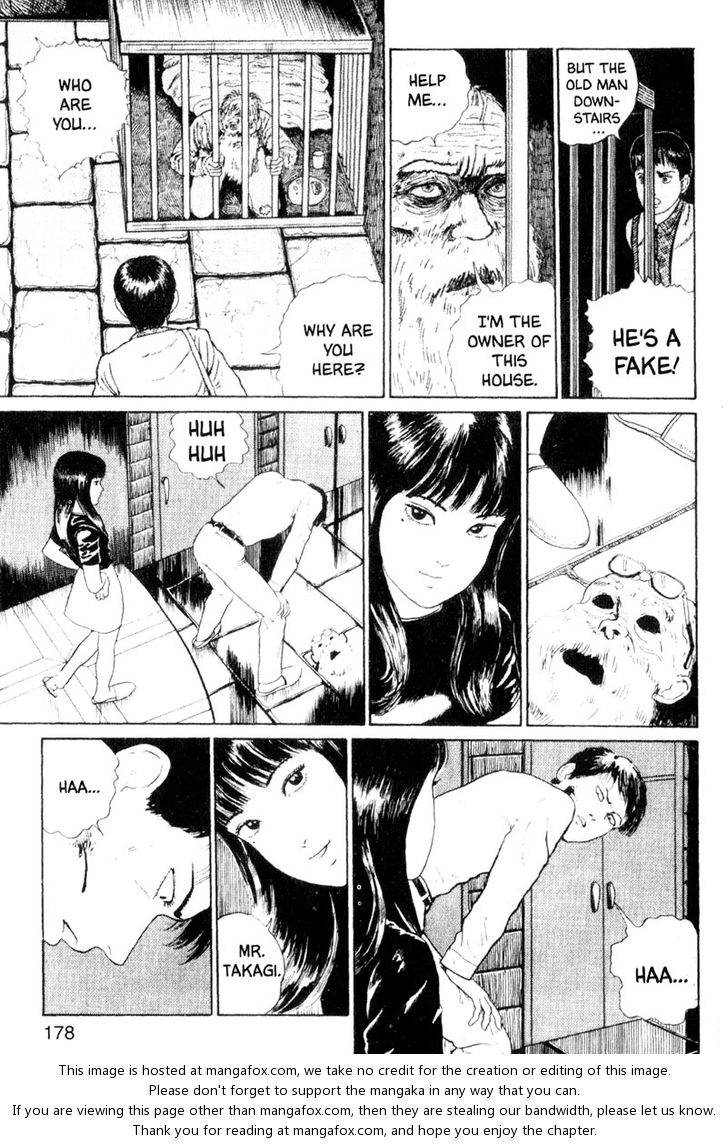 WHO
ARE
YOU...
WHY ARE
YOU
HERE?
HELP
ME...
I'M THE
OWNER OF
THIS
HOUSE.
BUT THE
OLD MAN
DOWN-
STAIRS
...
HE'S A
FAKE!
HUH
HUH
HAA...
MR.
TAKAGI.
HAA...
178
This image is hosted at mangafox.com, we take no credit for the creation or editing of this image.
Please don't forget to support the mangaka in any way that you can.
If you are viewing this page other than mangafox.com, then they are stealing our bandwidth, please let us know.
Thank you for reading at mangafox.com, and hope you enjoy the chapter.